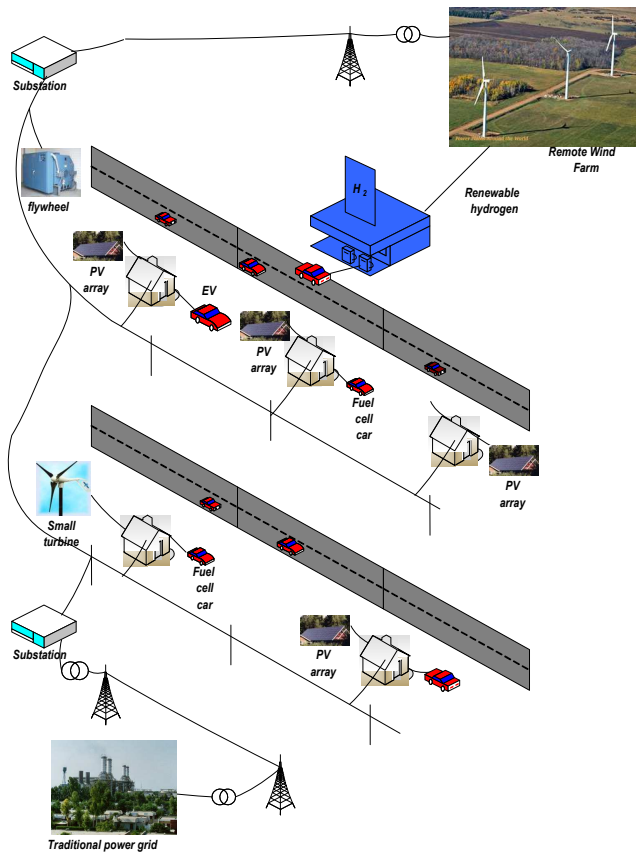 Substation
Remote Wind
Farm
flywheel
H 2
Renewable
hydrogen
PV
array
EV
PV
array
Fuel
cell
car
PV
array
Small
turbine
Fuel
cell
car
PV
array
Substation
Traditional power grid